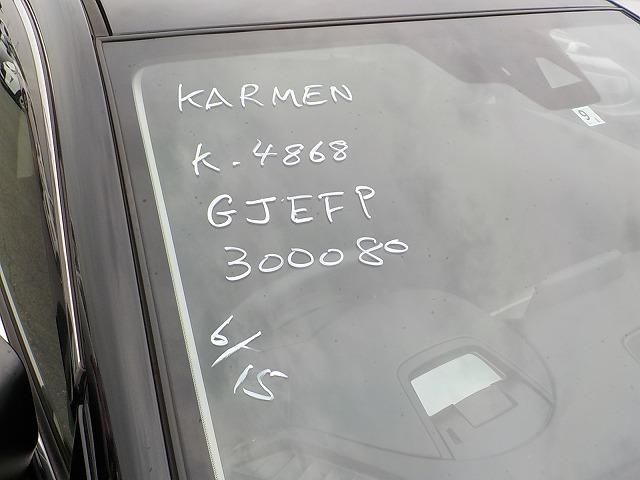 KARMEN
K. 4868
GJEFP
300080
6/15